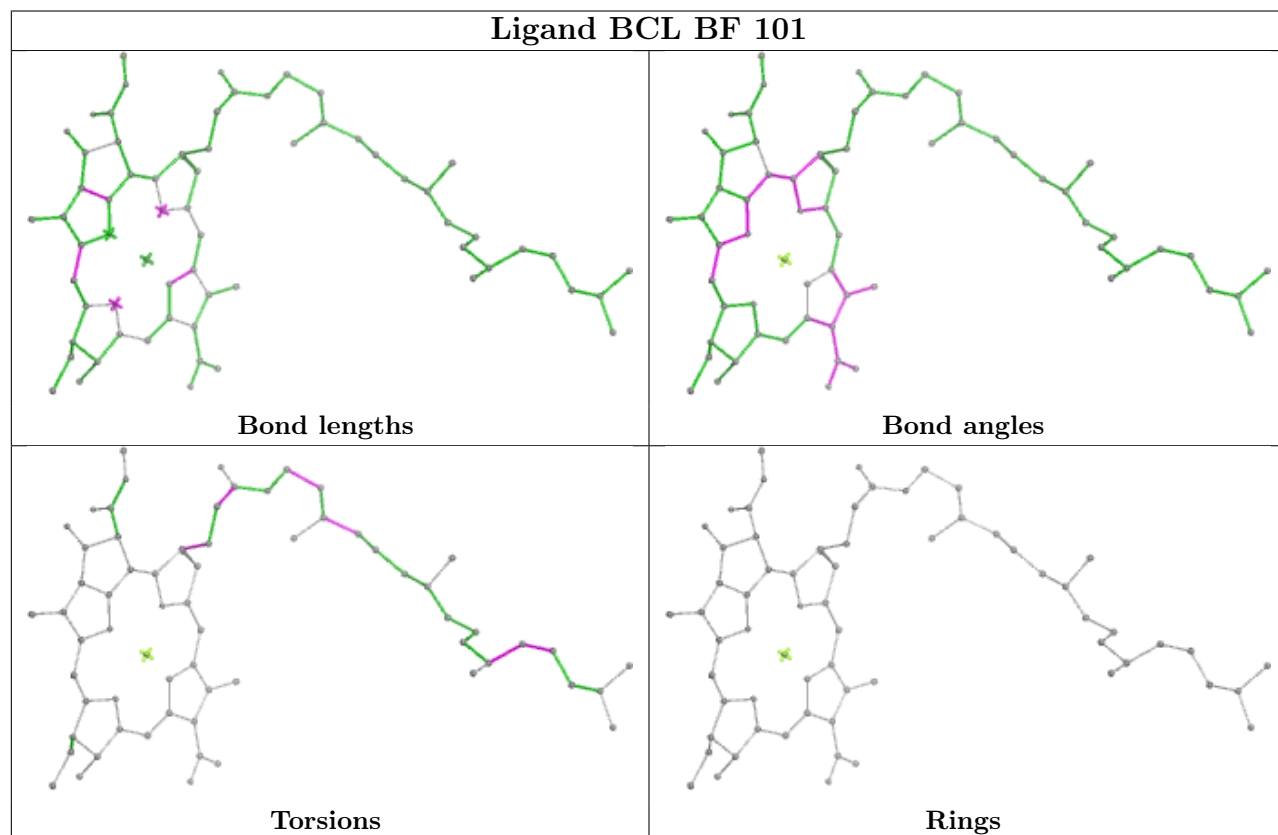 Ligand BCL BF 101
Bond lengths
Bond angles
Torsions
Rings